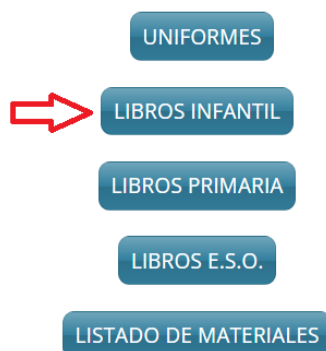 UNIFORMES
LIBROS INFANTIL
LIBROS PRIMARIA
LIBROS E.S.O.
LISTADO DE MATERIALES